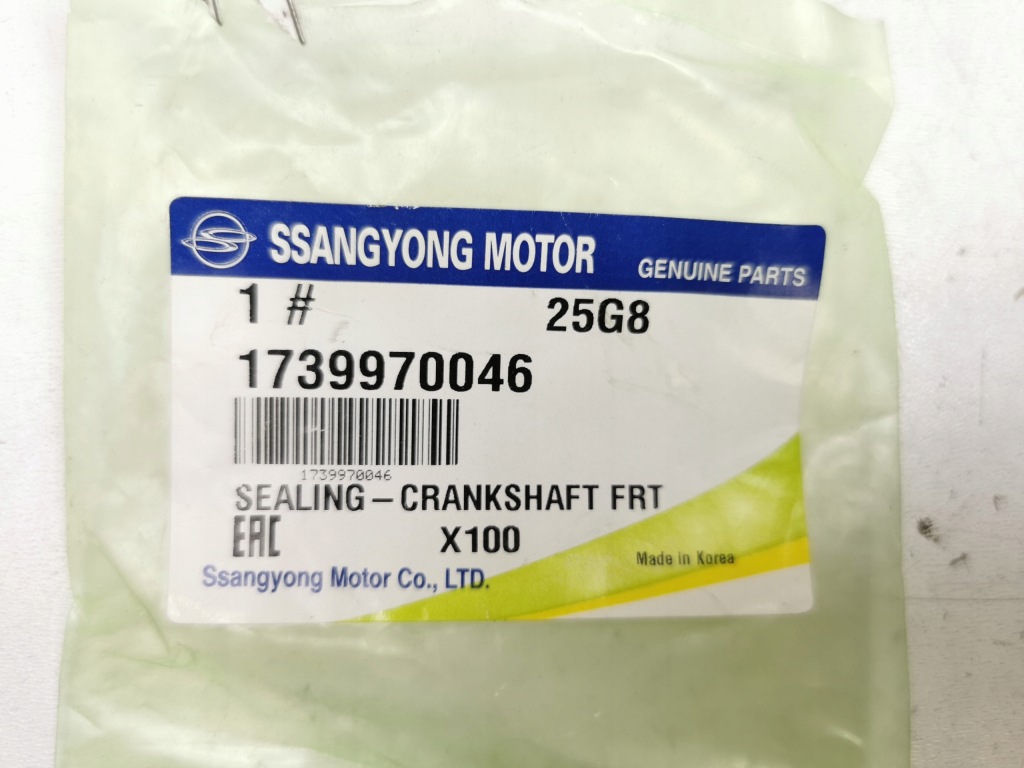 SSANGYONG MOTOR GENUINE PARTS
1 # 25G8
1739970046
1739970046
SEALING – CRANKSHAFT FRT
EAC X100
Made in Korea
Ssangyong Motor Co., LTD.